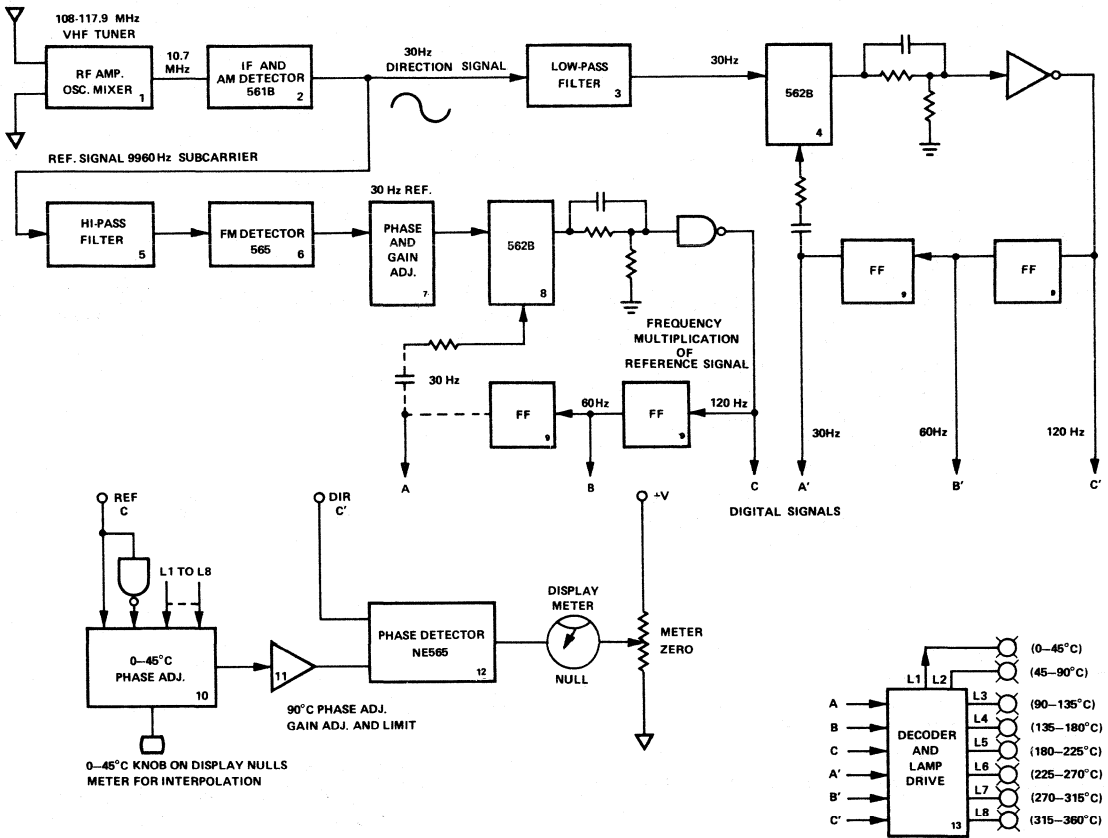 108-117.9 MHz
VHF TUNER
RF AMP.
OSC. MIXER
1
10.7
MHz
IF AND
AM DETECTOR
561B
2
30Hz
DIRECTION SIGNAL
LOW-PASS
FILTER
3
30Hz
562B
4
REF. SIGNAL 9960 Hz SUBCARRIER
HI-PASS
FILTER
5
FM DETECTOR
565
6
30 Hz REF.
PHASE
AND
GAIN
ADJ.
7
562B
8
FREQUENCY
MULTIPLICATION
OF
REFERENCE SIGNAL
FF
9
FF
9
30 Hz
FF
9
60Hz
FF
9
120 Hz
30Hz
60Hz
120 Hz
A
B
C
A'
B'
C'
DIGITAL SIGNALS
REF
C
DIR
C'
+V
L1 TO L8
0–45°C
PHASE ADJ.
10
11
90°C PHASE ADJ.
GAIN ADJ. AND LIMIT
PHASE DETECTOR
NE565
12
DISPLAY
METER
NULL
METER
ZERO
0–45°C KNOB ON DISPLAY NULLS
METER FOR INTERPOLATION
A
B
C
A'
B'
C'
DECODER
AND
LAMP
DRIVE
13
L1 (0–45°C)
L2 (45–90°C)
L3 (90–135°C)
L4 (135–180°C)
L5 (180–225°C)
L6 (225–270°C)
L7 (270–315°C)
L8 (315–360°C)